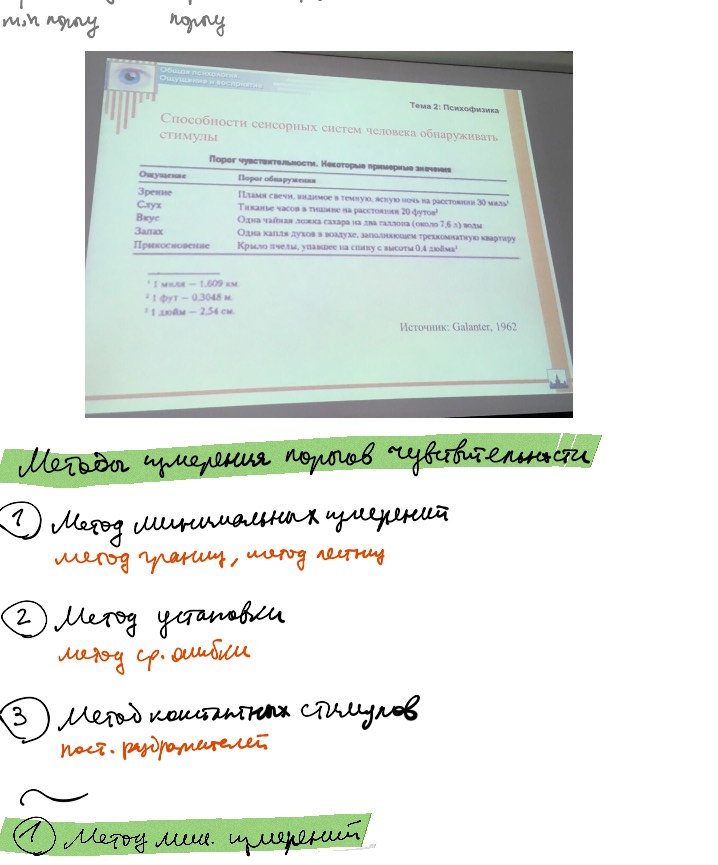 min порогу порогу
Общая психология
Ощущение и восприятие
Тема 2: Психофизика
Способности сенсорных систем человека обнаруживать
стимулы
Порог чувствительности. Некоторые примерные значения
Ощущение Порог обнаружения
Зрение Пламя свечи, видимое в темную, ясную ночь на расстоянии 30 миль¹
Слух Тиканье часов в тишине на расстоянии 20 футов²
Вкус Одна чайная ложка сахара на два галлона (около 7,6 л) воды
Запах Одна капля духов в воздухе, заполняющем трехкомнатную квартиру
Прикосновение Крыло пчелы, упавшее на спину с высоты 0,4 дюйма³
¹ 1 миля — 1,609 км.
² 1 фут — 0,3048 м.
³ 1 дюйм — 2,54 см.
Источник: Galanter, 1962
Методы измерения порогов чувствительности
1 Метод минимальных измерений
метод границ, метод лестниц
2 Метод установки
метод ср. ошибки
3 Метод константных стимулов
пост. раздражителей
1 Метод мин. измерений